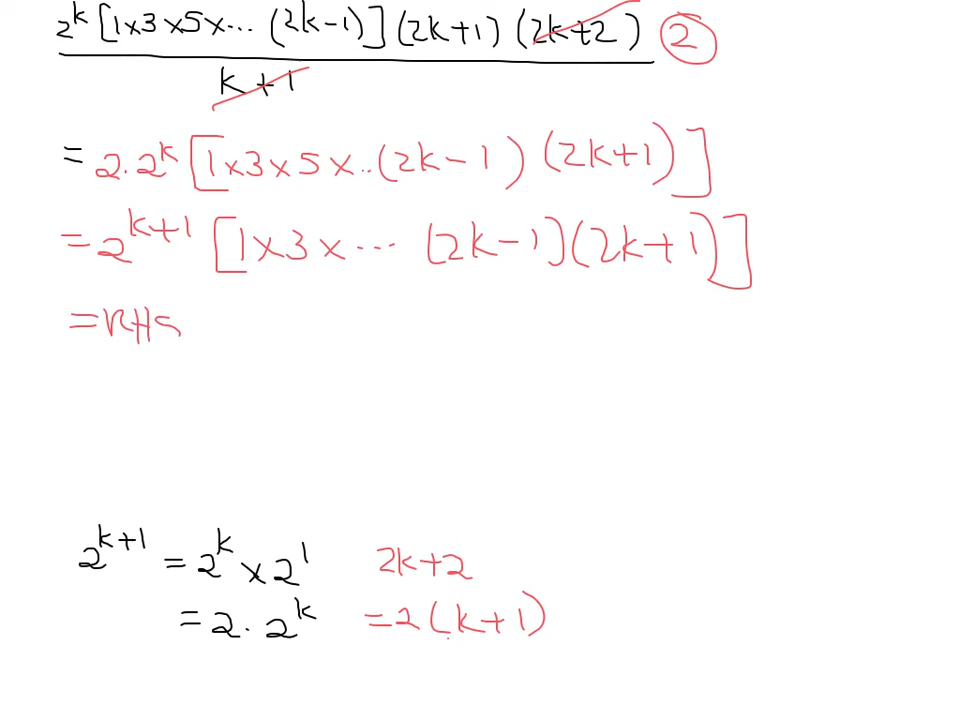 2^k [1×3×5×... (2k-1)] (2k+1) (2k+2) 2
k+1
= 2.2^k [1×3×5×..(2k-1) (2k+1)]
= 2^(k+1) [1×3×... (2k-1](2k+1)]
=RHS
2^(k+1) = 2^k × 2^1 2k+2
= 2. 2^k =2(k+1)